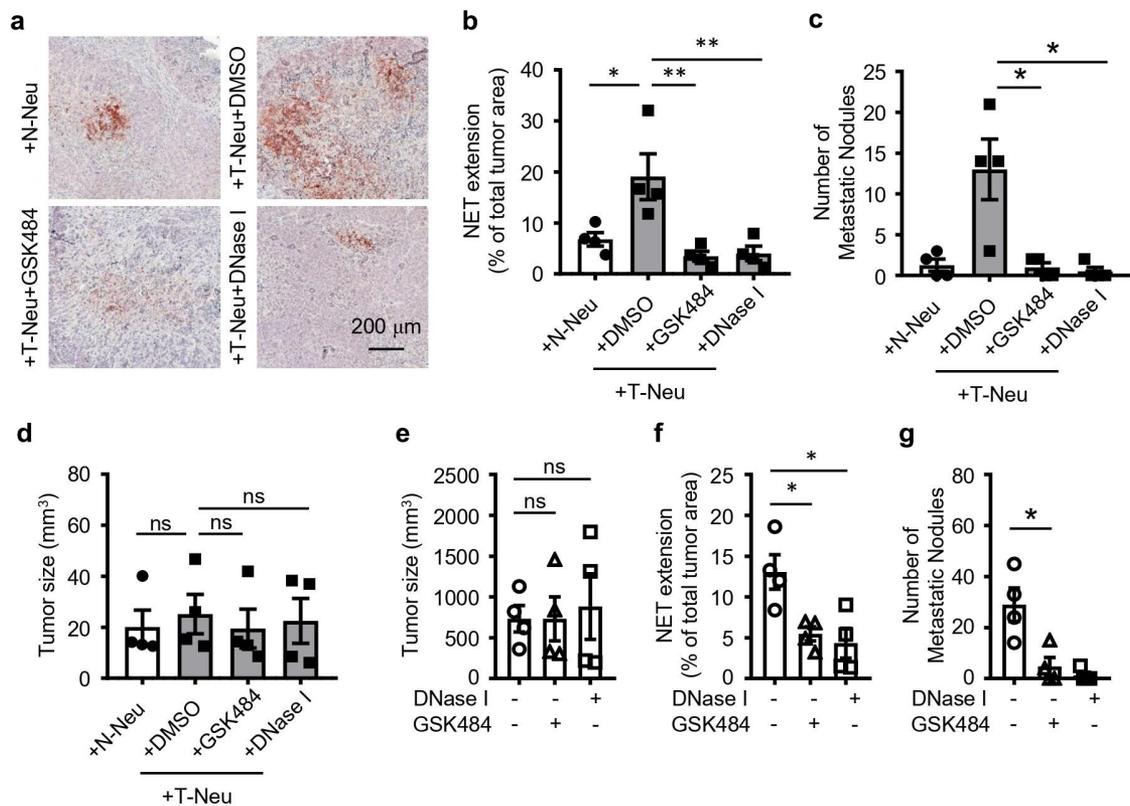 a
+N-Neu
+T-Neu+DMSO
+T-Neu+GSK484
+T-Neu+DNase I
200 μm
b
NET extension
(% of total tumor area)
40
30
20
10
0
* ** **
+N-Neu
+DMSO
+GSK484
+DNase I
+T-Neu
c
Number of
Metastatic Nodules
25
20
15
10
5
0
* *
+N-Neu
+DMSO
+GSK484
+DNase I
+T-Neu
d
Tumor size (mm³)
80
60
40
20
0
ns ns ns
+N-Neu
+DMSO
+GSK484
+DNase I
+T-Neu
e
Tumor size (mm³)
2500
2000
1500
1000
500
0
ns
ns
DNase I - - +
GSK484 - + -
f
NET extension
(% of total tumor area)
25
20
15
10
5
0
*
*
DNase I - - +
GSK484 - + -
g
Number of
Metastatic Nodules
80
60
40
20
0
*
DNase I - - +
GSK484 - + -